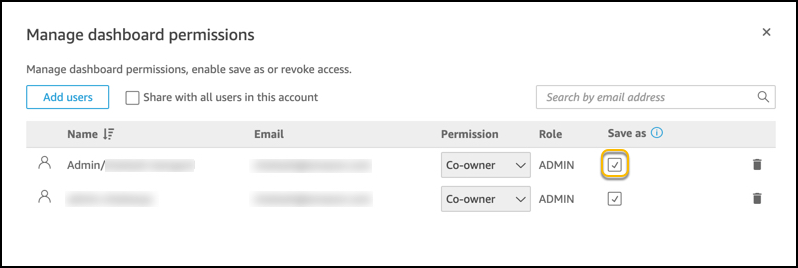 Manage dashboard permissions
Manage dashboard permissions, enable save as or revoke access.
Add users Share with all users in this account Search by email address
Name Email Permission Role Save as
Admin/ Co-owner ADMIN
Co-owner ADMIN